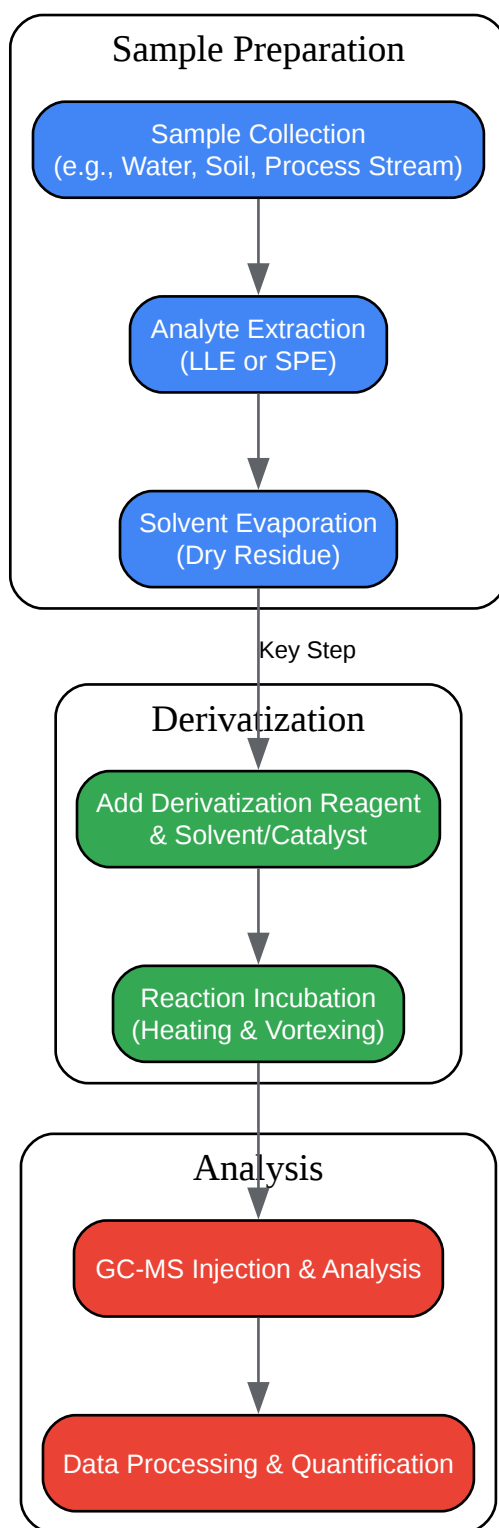 Sample Preparation
Sample Collection
(e.g., Water, Soil, Process Stream)
Analyte Extraction
(LLE or SPE)
Solvent Evaporation
(Dry Residue)
Key Step
Derivatization
Add Derivatization Reagent
& Solvent/Catalyst
Reaction Incubation
(Heating & Vortexing)
Analysis
GC-MS Injection & Analysis
Data Processing & Quantification